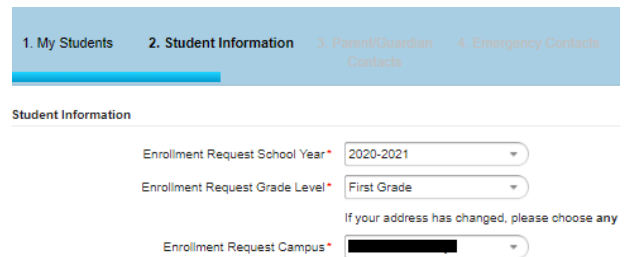 1. My Students 2. Student Information 3. Parent/Guardian Contacts 4. Emergency Contacts
Student Information
Enrollment Request School Year* 2020-2021
Enrollment Request Grade Level* First Grade
If your address has changed, please choose any
Enrollment Request Campus*